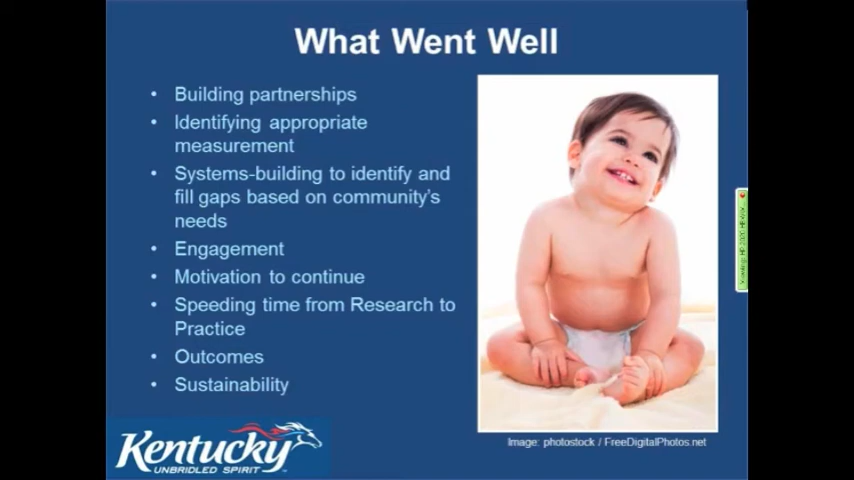 What Went Well
• Building partnerships
• Identifying appropriate
measurement
• Systems-building to identify and
fill gaps based on community's
needs
• Engagement
• Motivation to continue
• Speeding time from Research to
Practice
• Outcomes
• Sustainability
Image: photostock / FreeDigitalPhotos.net
Kentucky
UNBRIDLED SPIRIT